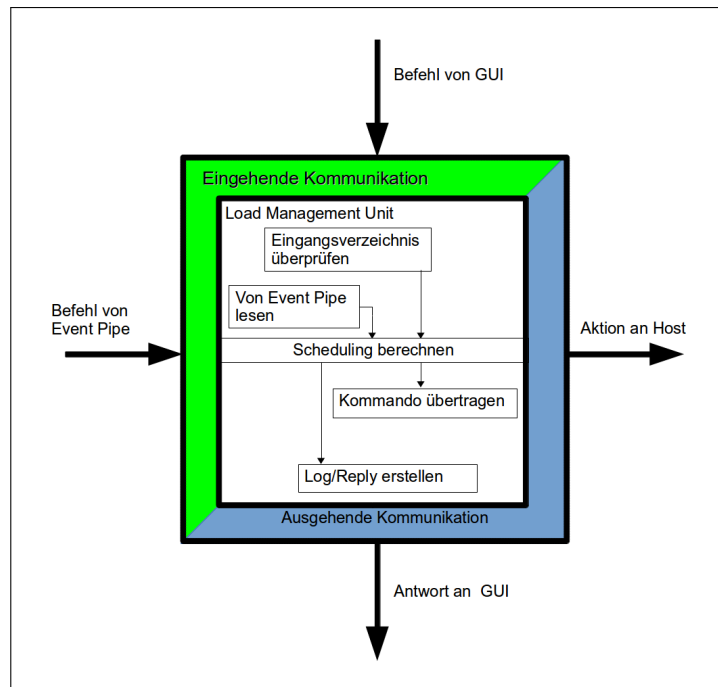 Befehl von GUI
Eingehende Kommunikation
Load Management Unit
Eingangsverzeichnis
überprüfen
Von Event Pipe
lesen
Befehl von
Event Pipe
Scheduling berechnen
Aktion an Host
Kommando übertragen
Log/Reply erstellen
Ausgehende Kommunikation
Antwort an GUI